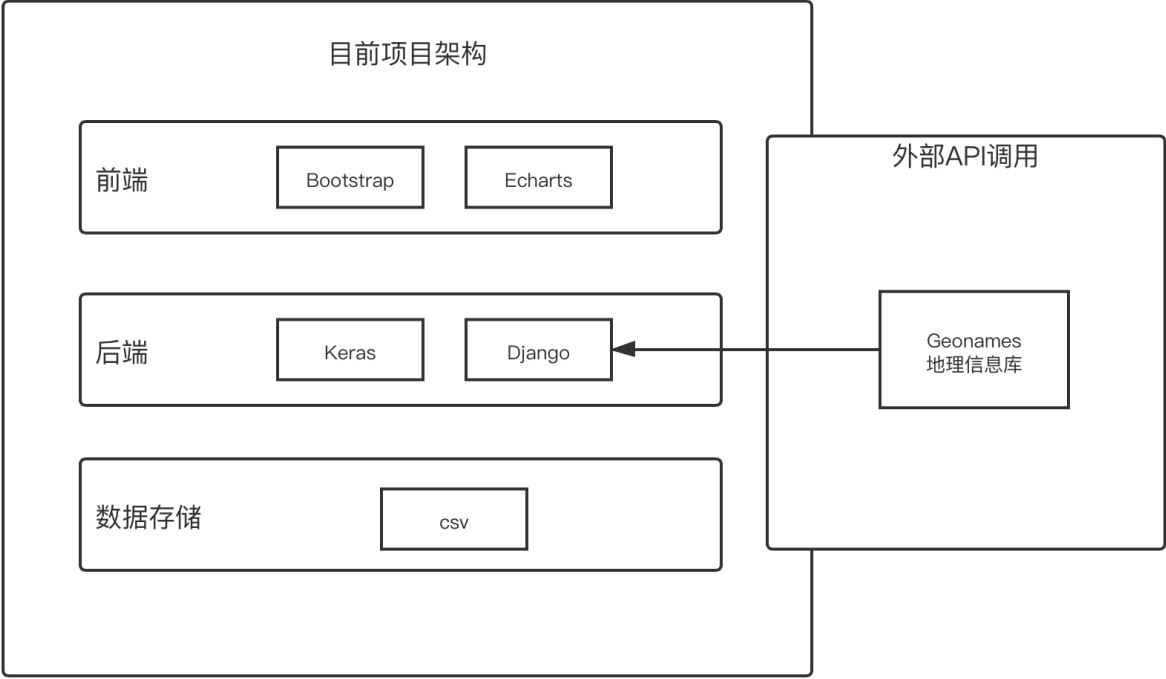 目前项目架构
前端
Bootstrap
Echarts
外部API调用
后端
Keras
Django
Geonames
地理信息库
数据存储
csv